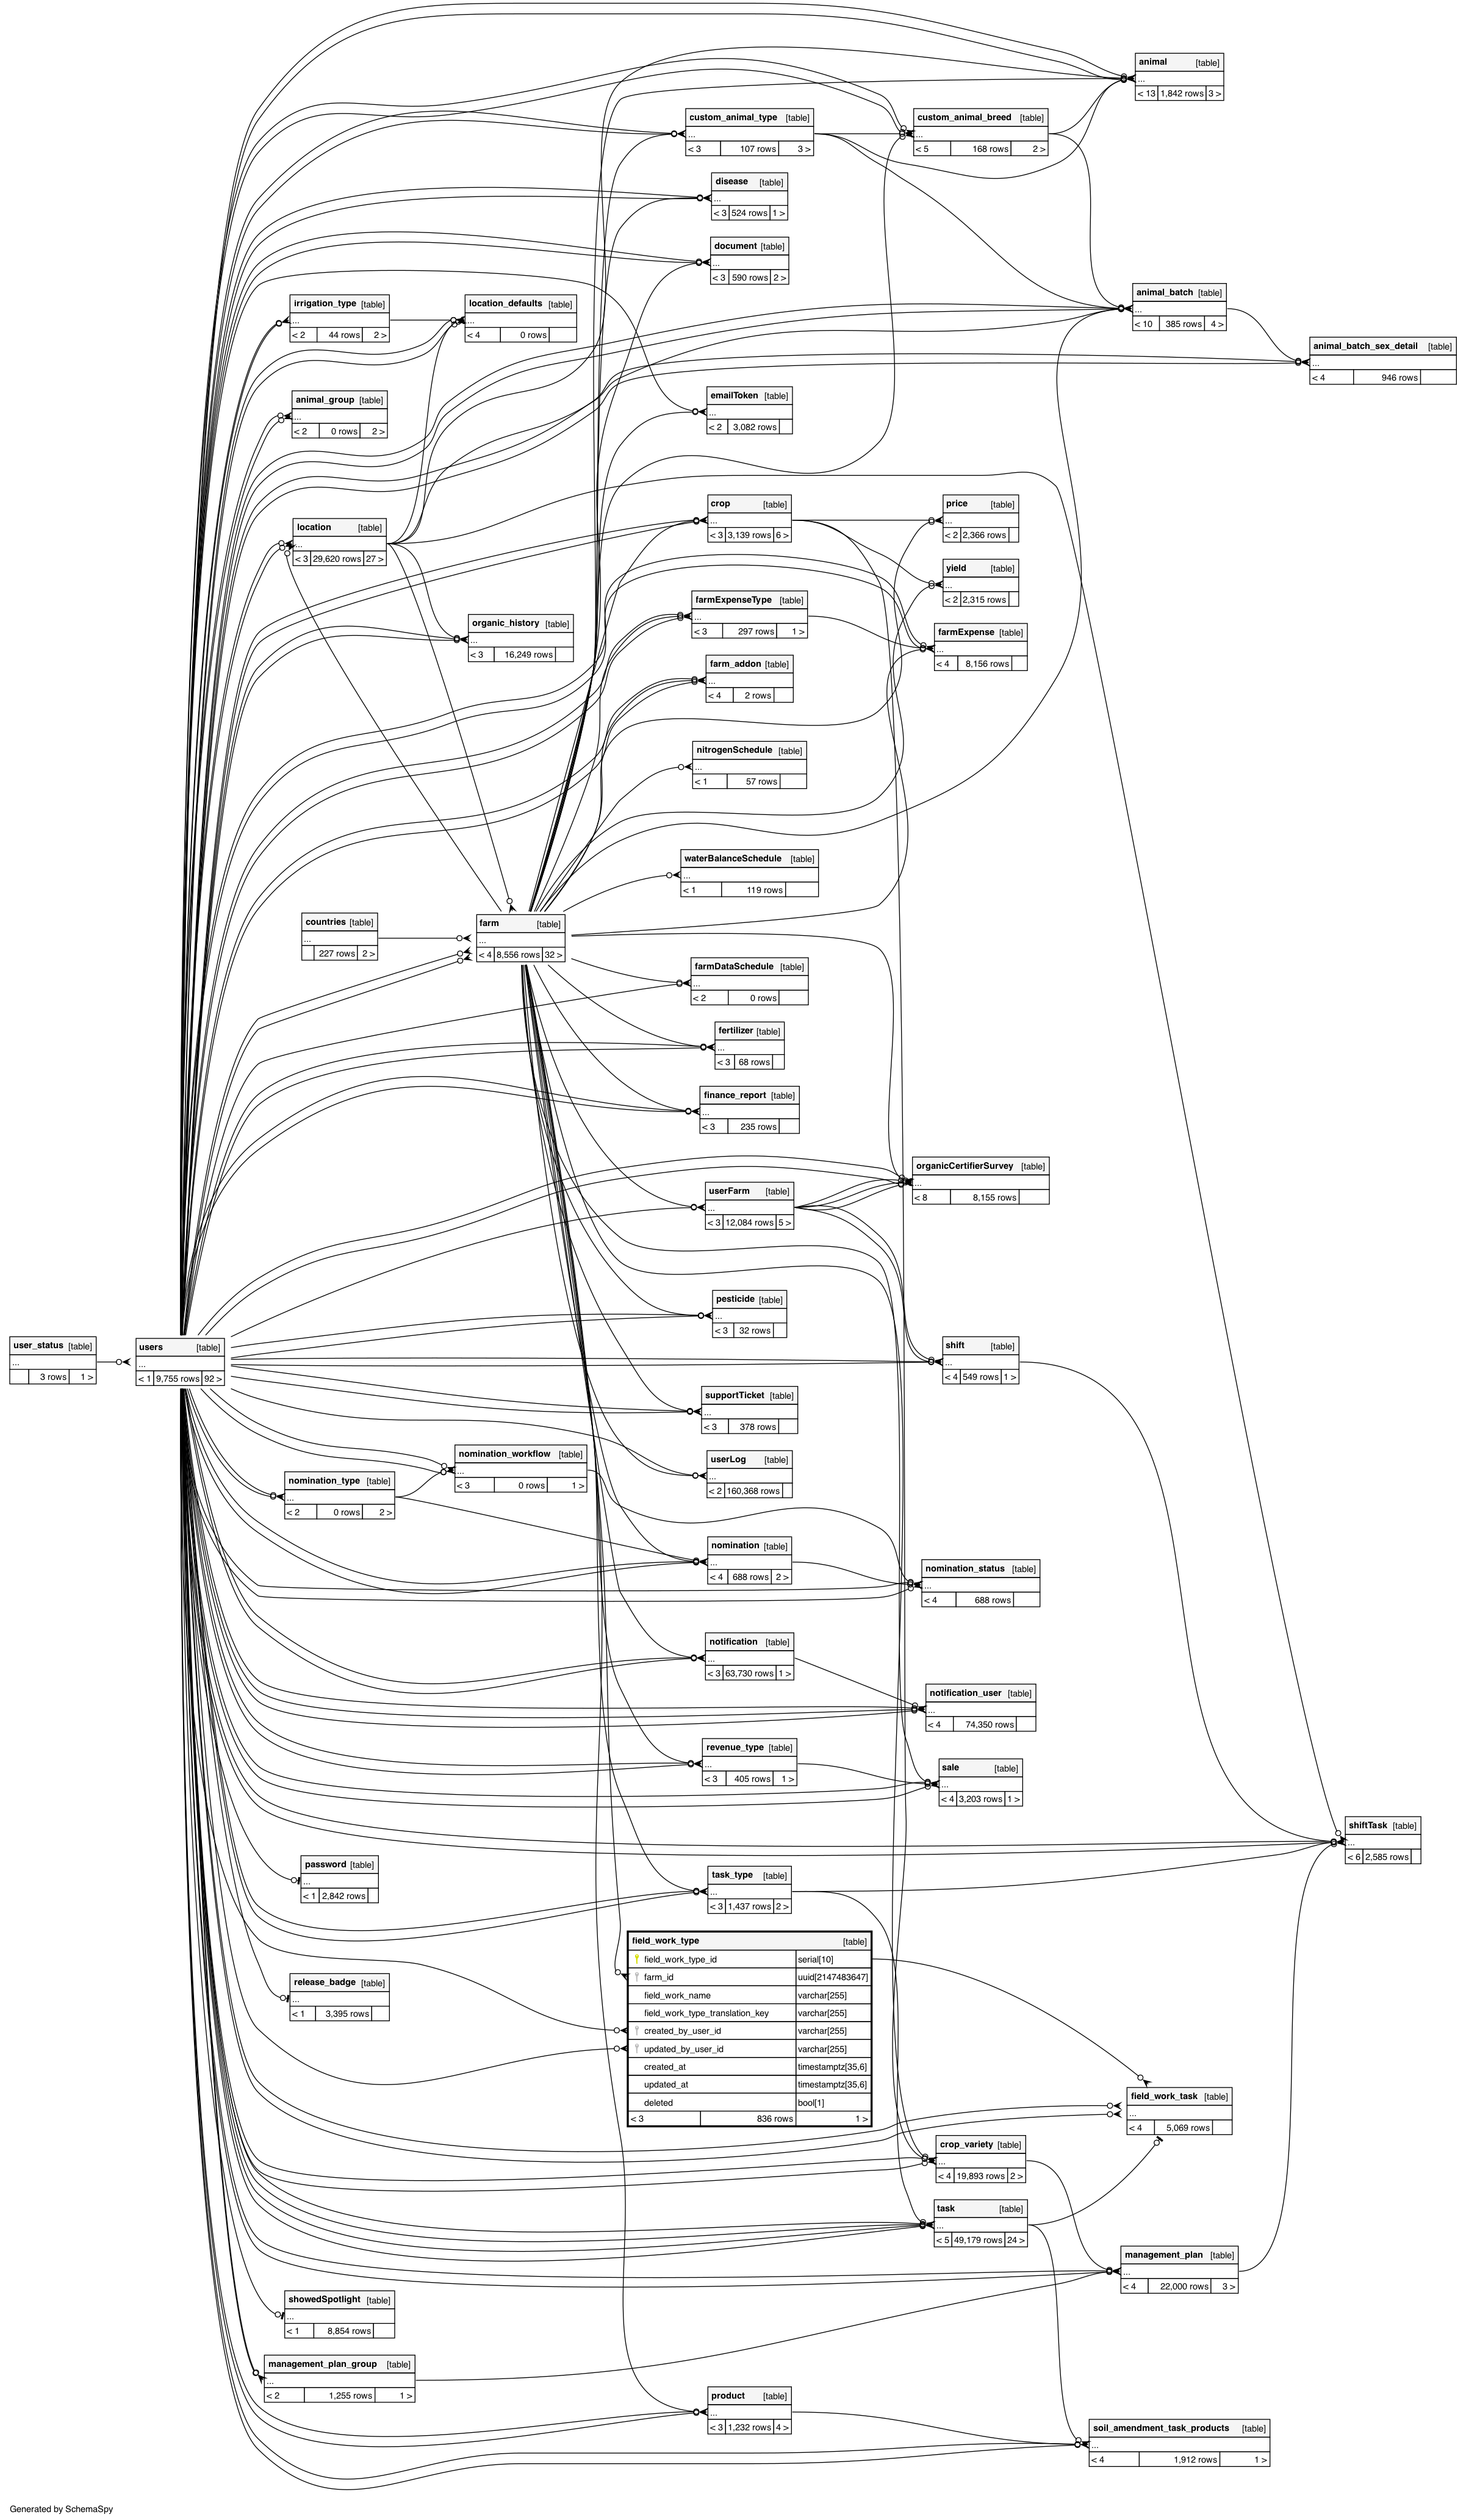 animal [table]
...
< 13 1,842 rows 3 >
custom_animal_type [table]
...
< 3 107 rows 3 >
custom_animal_breed [table]
...
< 5 168 rows 2 >
disease [table]
...
< 3 524 rows 1 >
document [table]
...
< 3 590 rows 2 >
irrigation_type [table]
...
< 2 44 rows 2 >
location_defaults [table]
...
< 4 0 rows
animal_batch [table]
...
< 10 385 rows 4 >
animal_batch_sex_detail [table]
...
< 4 946 rows
animal_group [table]
...
< 2 0 rows 2 >
emailToken [table]
...
< 2 3,082 rows
location [table]
...
< 3 29,620 rows 27 >
crop [table]
...
< 3 3,139 rows 6 >
price [table]
...
< 2 2,366 rows
yield [table]
...
< 2 2,315 rows
organic_history [table]
...
< 3 16,249 rows
farmExpenseType [table]
...
< 3 297 rows 1 >
farmExpense [table]
...
< 4 8,156 rows
farm_addon [table]
...
< 4 2 rows
nitrogenSchedule [table]
...
< 1 57 rows
waterBalanceSchedule [table]
...
< 1 119 rows
countries [table]
...
227 rows 2 >
farm [table]
...
< 4 8,556 rows 32 >
farmDataSchedule [table]
...
< 2 0 rows
fertilizer [table]
...
< 3 68 rows
finance_report [table]
...
< 3 235 rows
organicCertifierSurvey [table]
...
< 8 8,155 rows
userFarm [table]
...
< 3 12,084 rows 5 >
pesticide [table]
...
< 3 32 rows
user_status [table]
...
3 rows 1 >
users [table]
...
< 1 9,755 rows 92 >
shift [table]
...
< 4 549 rows 1 >
supportTicket [table]
...
< 3 378 rows
nomination_workflow [table]
...
< 3 0 rows 1 >
userLog [table]
...
< 2 160,368 rows
nomination_type [table]
...
< 2 0 rows 2 >
nomination [table]
...
< 4 688 rows 2 >
nomination_status [table]
...
< 4 688 rows
notification [table]
...
< 3 63,730 rows 1 >
notification_user [table]
...
< 4 74,350 rows
revenue_type [table]
...
< 3 405 rows 1 >
sale [table]
...
< 4 3,203 rows 1 >
shiftTask [table]
...
< 6 2,585 rows
password [table]
...
< 1 2,842 rows
task_type [table]
...
< 3 1,437 rows 2 >
field_work_type [table]
field_work_type_id serial[10]
farm_id uuid[2147483647]
field_work_name varchar[255]
field_work_type_translation_key varchar[255]
created_by_user_id varchar[255]
updated_by_user_id varchar[255]
created_at timestamptz[35,6]
updated_at timestamptz[35,6]
deleted bool[1]
< 3 836 rows 1 >
release_badge [table]
...
< 1 3,395 rows
field_work_task [table]
...
< 4 5,069 rows
crop_variety [table]
...
< 4 19,893 rows 2 >
task [table]
...
< 5 49,179 rows 24 >
management_plan [table]
...
< 4 22,000 rows 3 >
showedSpotlight [table]
...
< 1 8,854 rows
management_plan_group [table]
...
< 2 1,255 rows 1 >
product [table]
...
< 3 1,232 rows 4 >
soil_amendment_task_products [table]
...
< 4 1,912 rows 1 >
Generated by SchemaSpy